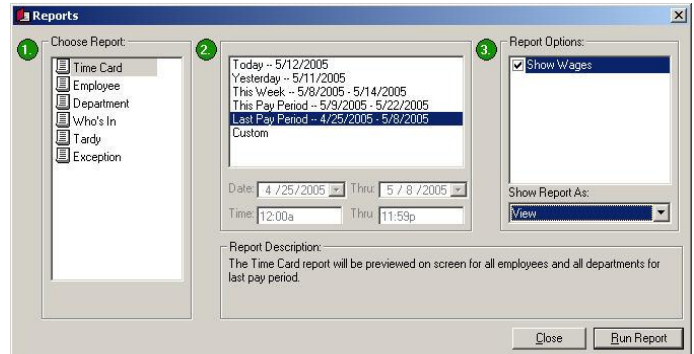 Reports
1.
Choose Report:
Time Card
Employee
Department
Who's In
Tardy
Exception
2.
Today -- 5/12/2005
Yesterday -- 5/11/2005
This Week -- 5/8/2005 - 5/14/2005
This Pay Period -- 5/9/2005 - 5/22/2005
Last Pay Period -- 4/25/2005 - 5/8/2005
Custom
Date: 4 /25/2005 Thru: 5 / 8 /2005
Time: 12:00a Thru 11:59p
3.
Report Options:
Show Wages
Show Report As:
View
Report Description:
The Time Card report will be previewed on screen for all employees and all departments for
last pay period.
Close Run Report